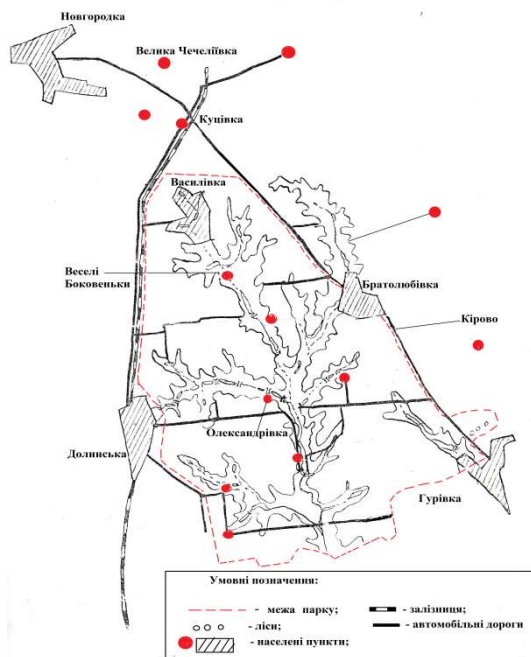 Новгородка
Велика Чечеліївка
Куцівка
Василівка
Веселі
Боковеньки
Братолюбівка
Кірово
Олександрівка
Долинська
Гурівка
Умовні позначення:
- межа парку;
- залізниця;
- ліси;
- автомобільні дороги
- населені пункти;